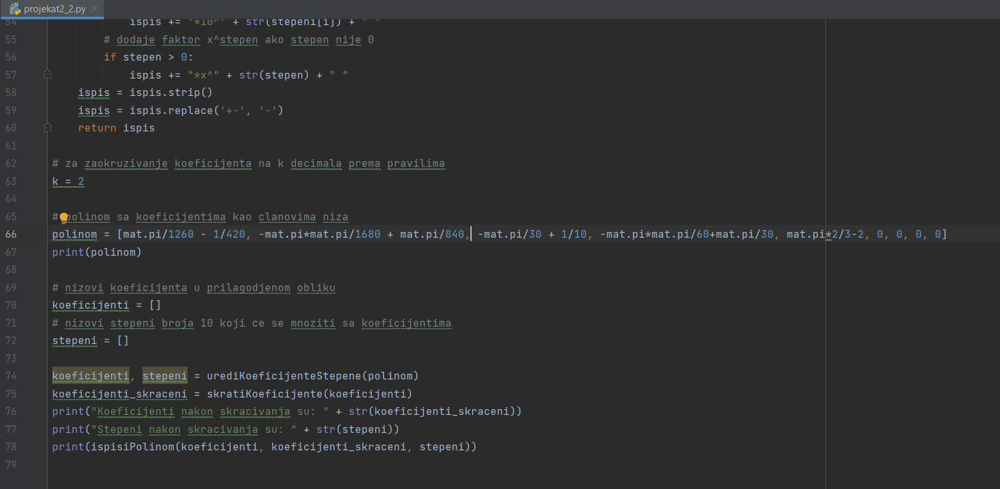 projekat2_2.py
54 ispis += "*10^" + str(stepeni[i]) + " "
55 # dodaje faktor x^stepen ako stepen nije 0
56 if stepen > 0:
57 ispis += "*x^" + str(stepen) + " "
58 ispis = ispis.strip()
59 ispis = ispis.replace('+-', '-')
60 return ispis
61
62 # za zaokruzivanje koeficijenta na k decimala prema pravilima
63 k = 2
64
65 # polinom sa koeficijentima kao clanovima niza
66 polinom = [mat.pi/1260 - 1/420, -mat.pi*mat.pi/1680 + mat.pi/840, -mat.pi/30 + 1/10, -mat.pi*mat.pi/60+mat.pi/30, mat.pi*2/3-2, 0, 0, 0, 0]
67 print(polinom)
68
69 # nizovi koeficijenta u prilagodjenom obliku
70 koeficijenti = []
71 # nizovi stepeni broja 10 koji ce se mnoziti sa koeficijentima
72 stepeni = []
73
74 koeficijenti, stepeni = urediKoeficijenteStepene(polinom)
75 koeficijenti_skraceni = skratiKoeficijente(koeficijenti)
76 print("Koeficijenti nakon skracivanja su: " + str(koeficijenti_skraceni))
77 print("Stepeni nakon skracivanja su: " + str(stepeni))
78 print(ispisiPolinom(koeficijenti, koeficijenti_skraceni, stepeni))
79